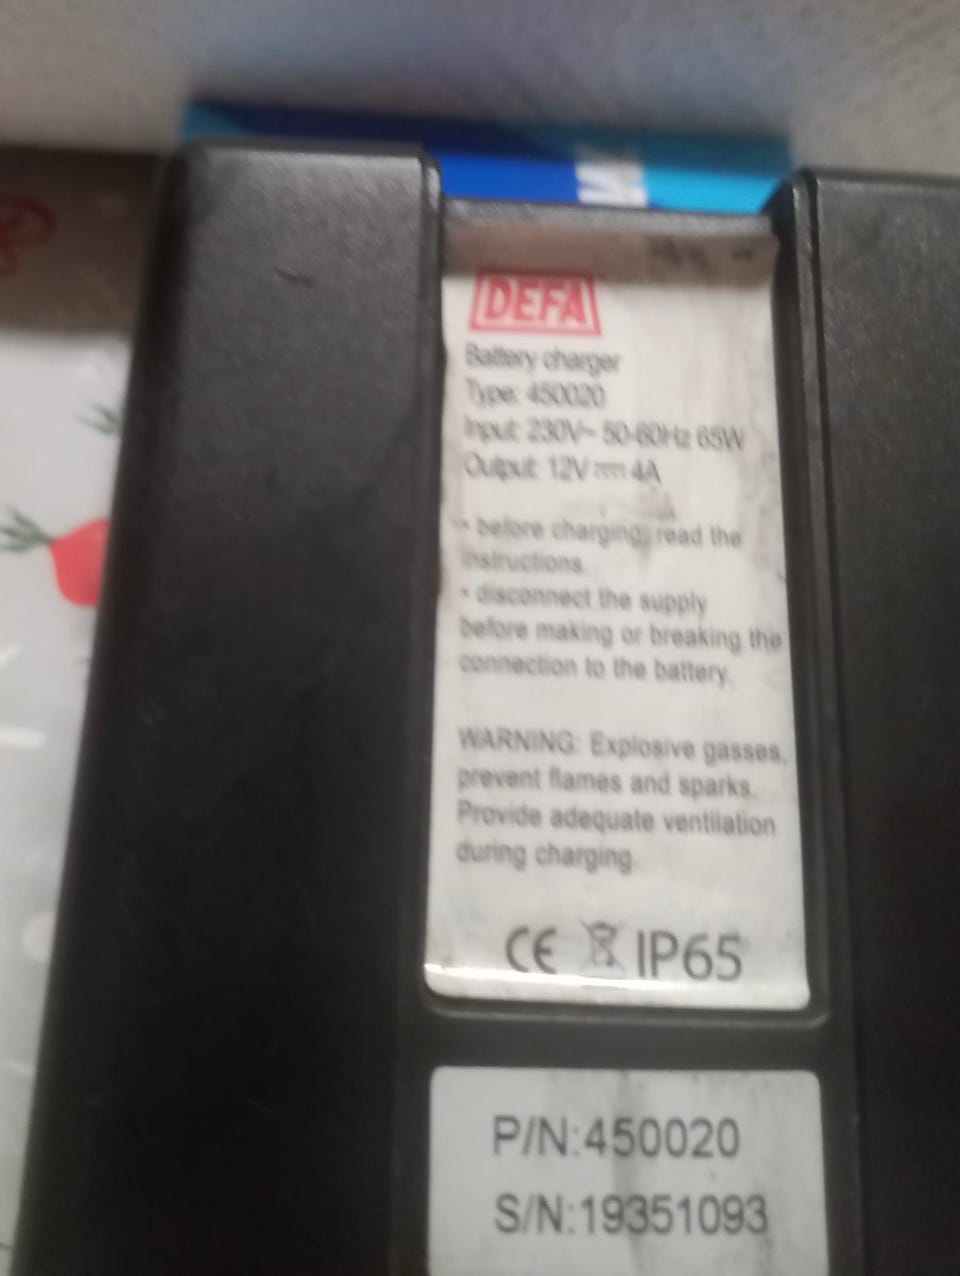 DEFA
Battery charger
Type: 450020
Input: 230V~ 50-60Hz 65W
Output: 12V⎓4A
• before charging, read the
instructions.
• disconnect the supply
before making or breaking the
connection to the battery.
WARNING: Explosive gasses,
prevent flames and sparks.
Provide adequate ventilation
during charging.
CE IP65
P/N:450020
S/N:19351093